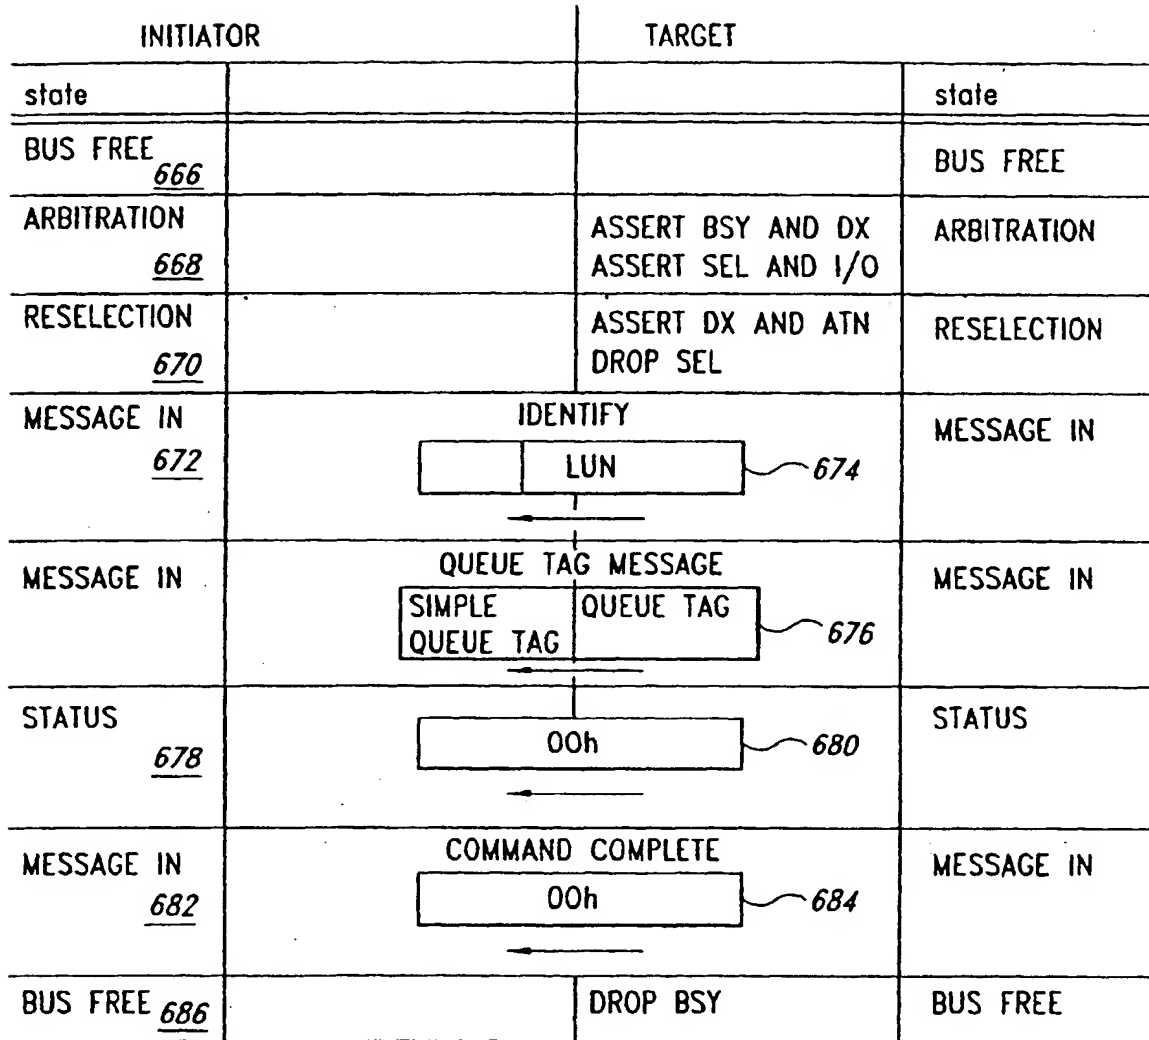 INITIATOR TARGET
state state
BUS FREE 666 BUS FREE
ARBITRATION ASSERT BSY AND DX ARBITRATION
668 ASSERT SEL AND I/O
RESELECTION ASSERT DX AND ATN RESELECTION
670 DROP SEL
MESSAGE IN IDENTIFY MESSAGE IN
672 LUN 674
MESSAGE IN QUEUE TAG MESSAGE MESSAGE IN
SIMPLE QUEUE TAG
QUEUE TAG 676
STATUS STATUS
678 00h 680
MESSAGE IN COMMAND COMPLETE MESSAGE IN
682 00h 684
BUS FREE 686 DROP BSY BUS FREE